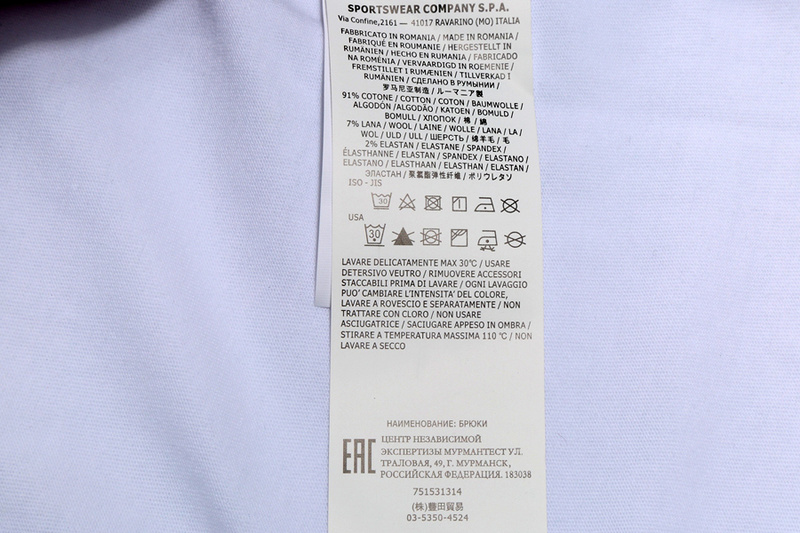 SPORTSWEAR COMPANY S.P.A.
Via Confine,2161 — 41017 RAVARINO (MO) ITALIA
FABBRICATO IN ROMANIA / MADE IN ROMANIA /
FABRIQUÉ EN ROUMANIE / HERGESTELLT IN
RUMÄNIEN / HECHO EN RUMANIA / FABRICADO
NA ROMÉNIA / VERVAARDIGD IN ROEMENIE /
FREMSTILLET I RUMÆNIEN / TILLVERKAD I
RUMÄNIEN / СДЕЛАНО В РУМЫНИИ /
罗马尼亚制造 / ルーマニア製
91% COTONE / COTTON / COTON / BAUMWOLLE /
ALGODÓN / ALGODÃO / KATOEN / BOMULD /
BOMULL / ХЛОПОК / 棉 / 綿
7% LANA / WOOL / LAINE / WOLLE / LANA / LA /
WOL / ULD / ULL / ШЕРСТЬ / 绵羊毛 / 毛
2% ELASTAN / ELASTANE / SPANDEX /
ÉLASTHANNE / ELASTAN / SPANDEX / ELASTANO /
ELASTANO / ELASTHAAN / ELASTHAN / ELASTAN /
ЭЛАСТАН / 聚氨酯弹性纤维 / ポリウレタン
ISO - JIS
30
USA
30
LAVARE DELICATAMENTE MAX 30℃ / USARE
DETERSIVO VEUTRO / RIMUOVERE ACCESSORI
STACCABILI PRIMA DI LAVARE / OGNI LAVAGGIO
PUO' CAMBIARE L'INTENSITA' DEL COLORE,
LAVARE A ROVESCIO E SEPARATAMENTE / NON
TRATTARE CON CLORO / NON USARE
ASCIUGATRICE / SACIUGARE APPESO IN OMBRA /
STIRARE A TEMPERATURA MASSIMA 110 ℃ / NON
LAVARE A SECCO
НАИМЕНОВАНИЕ: БРЮКИ
EAC
ЦЕНТР НЕЗАВИСИМОЙ
ЭКСПЕРТИЗЫ МУРМАНТЕСТ УЛ.
ТРАЛОВАЯ, 49, Г. МУРМАНСК,
РОССИЙСКАЯ ФЕДЕРАЦИЯ. 183038
751531314
(株)豊田貿易
03-5350-4524